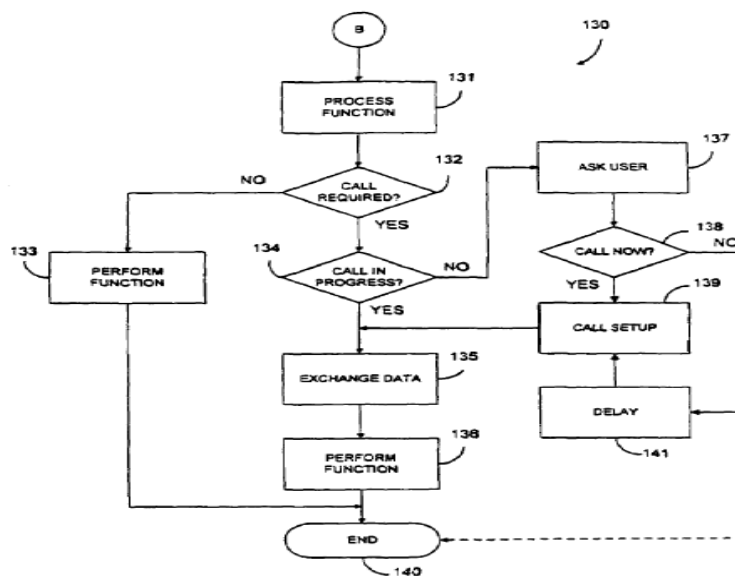 B
130
131
PROCESS
FUNCTION
137
ASK USER
NO
CALL
REQUIRED?
132
YES
138
CALL NOW?
NO
133
PERFORM
FUNCTION
134
CALL IN
PROGRESS?
NO
YES
YES
139
CALL SETUP
135
EXCHANGE DATA
DELAY
141
136
PERFORM
FUNCTION
END
140